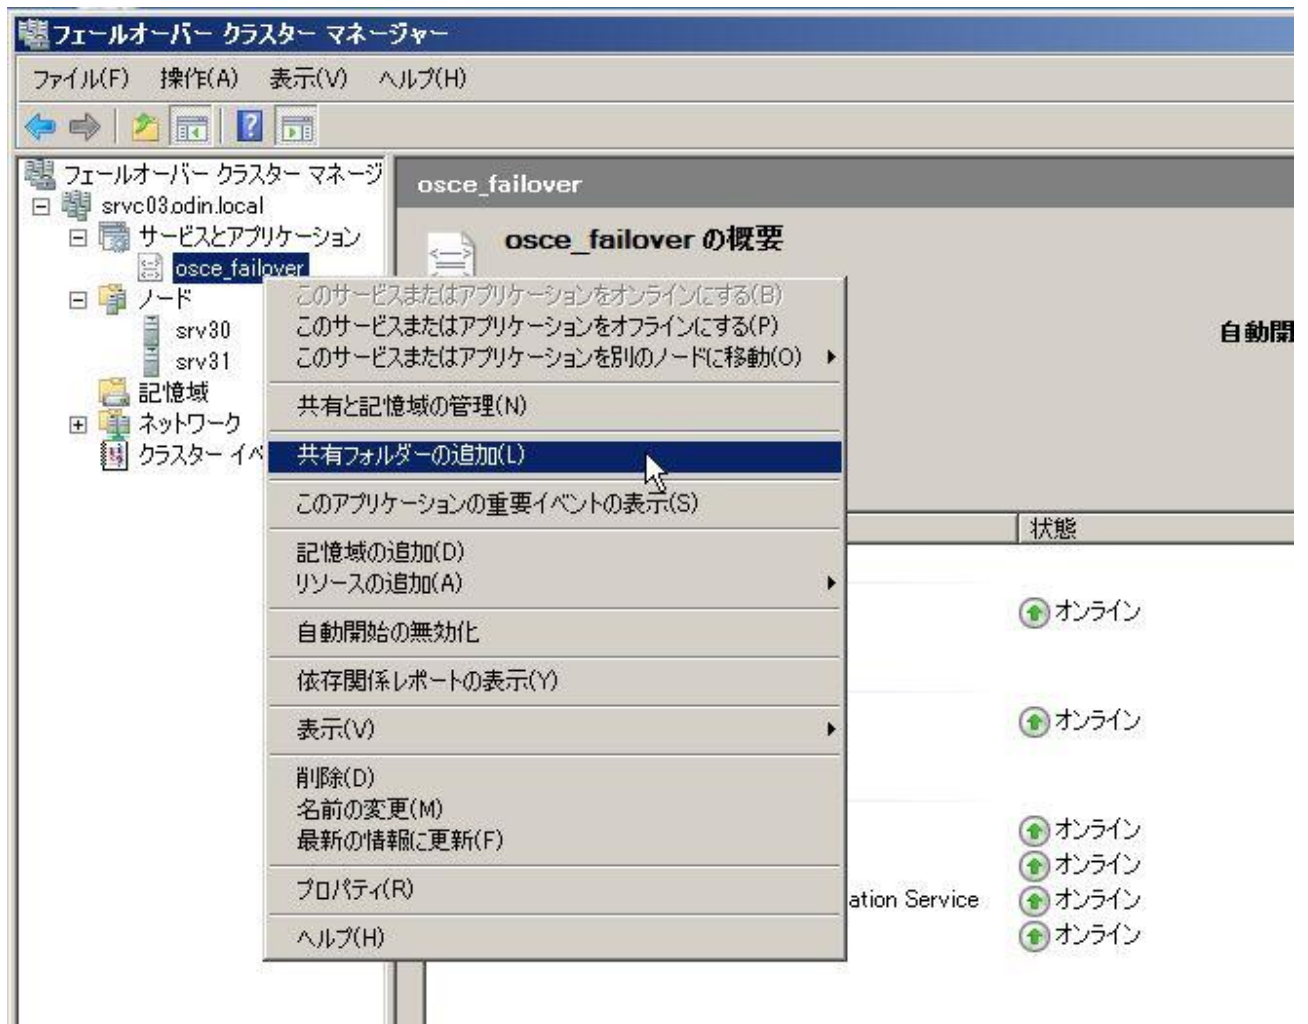 フェールオーバー クラスター マネージャー
ファイル(F) 操作(A) 表示(V) ヘルプ(H)
フェールオーバー クラスター マネージ
srvc03.odin.local
サービスとアプリケーション
osce_failover
ノード
srv30
srv31
記憶域
ネットワーク
クラスター イベ
osce_failover
osce_failover の概要
自動開
状態
オンライン
オンライン
オンライン
オンライン
ation Service オンライン
オンライン
このサービスまたはアプリケーションをオンラインにする(B)
このサービスまたはアプリケーションをオフラインにする(P)
このサービスまたはアプリケーションを別のノードに移動(O)
共有と記憶域の管理(N)
共有フォルダーの追加(L)
このアプリケーションの重要イベントの表示(S)
記憶域の追加(D)
リソースの追加(A)
自動開始の無効化
依存関係レポートの表示(Y)
表示(V)
削除(D)
名前の変更(M)
最新の情報に更新(F)
プロパティ(R)
ヘルプ(H)